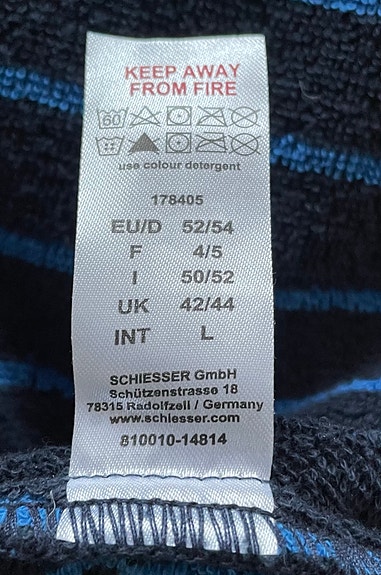 KEEP AWAY
FROM FIRE
60
use colour detergent
178405
EU/D 52/54
F 4/5
I 50/52
UK 42/44
INT L
SCHIESSER GmbH
Schützenstrasse 18
78315 Radolfzell / Germany
www.schiesser.com
810010-14814